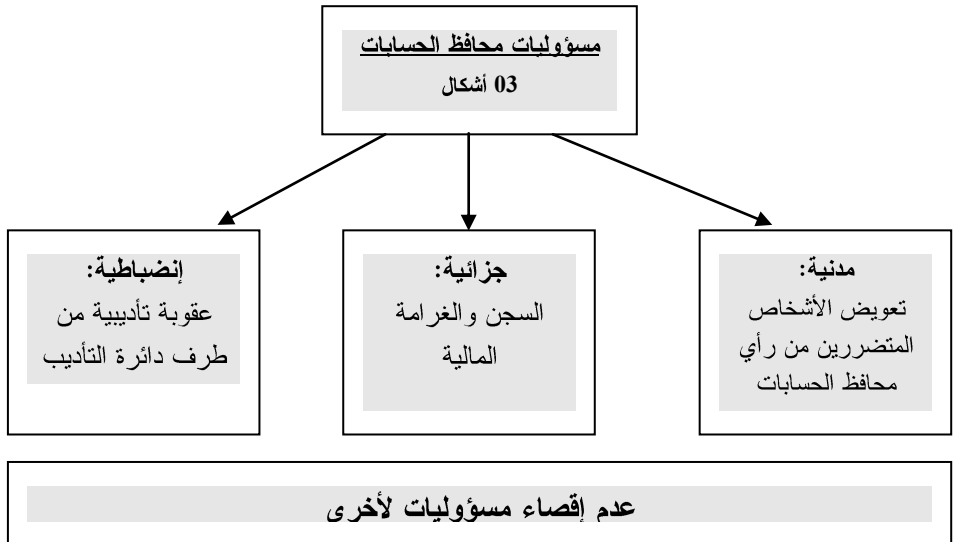 مسؤوليات محافظ الحسابات
03 أشكال
مدنية:
تعويض الأشخاص
المتضررين من رأي
محافظ الحسابات
جزائية:
السجن والغرامة
المالية
إنضباطية:
عقوبة تأديبية من
طرف دائرة التأديب
عدم إقصاء مسؤوليات لأخرى